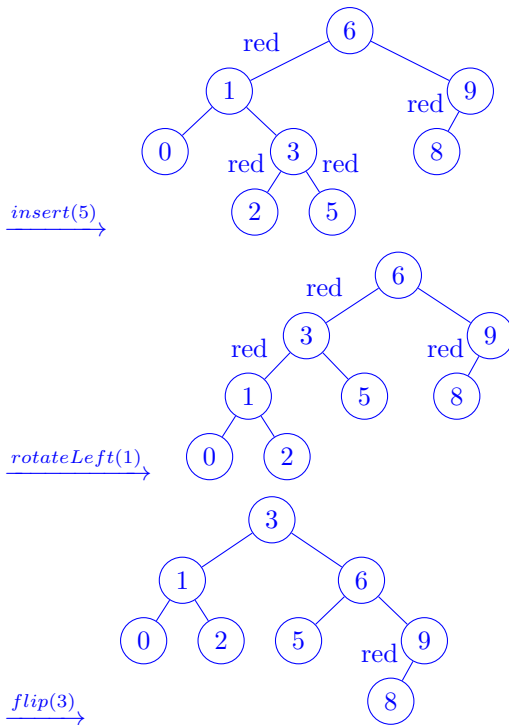 6
red
1 9
red
0 3 8
red red
2 5
insert(5)
6
red
3 9
red red
1 5 8
0 2
rotateLeft(1)
3
1 6
0 2 5 9
red
8
flip(3)